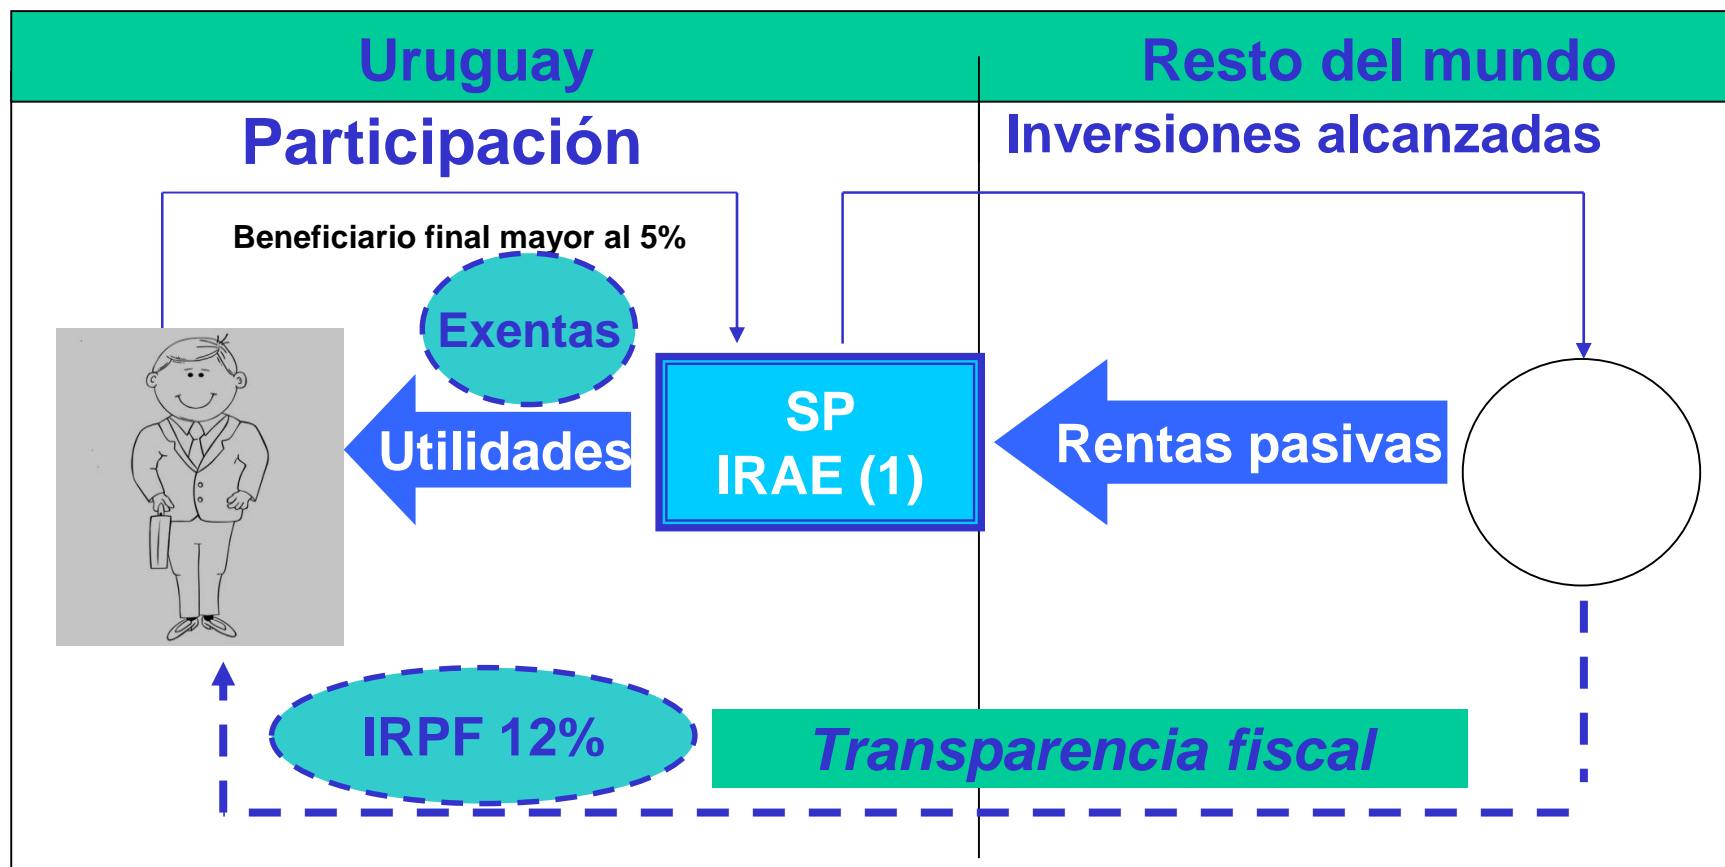 Uruguay
Resto del mundo
Participación
Inversiones alcanzadas
Beneficiario final mayor al 5%
Exentas
Utilidades
SP
IRAE (1)
Rentas pasivas
IRPF 12%
Transparencia fiscal